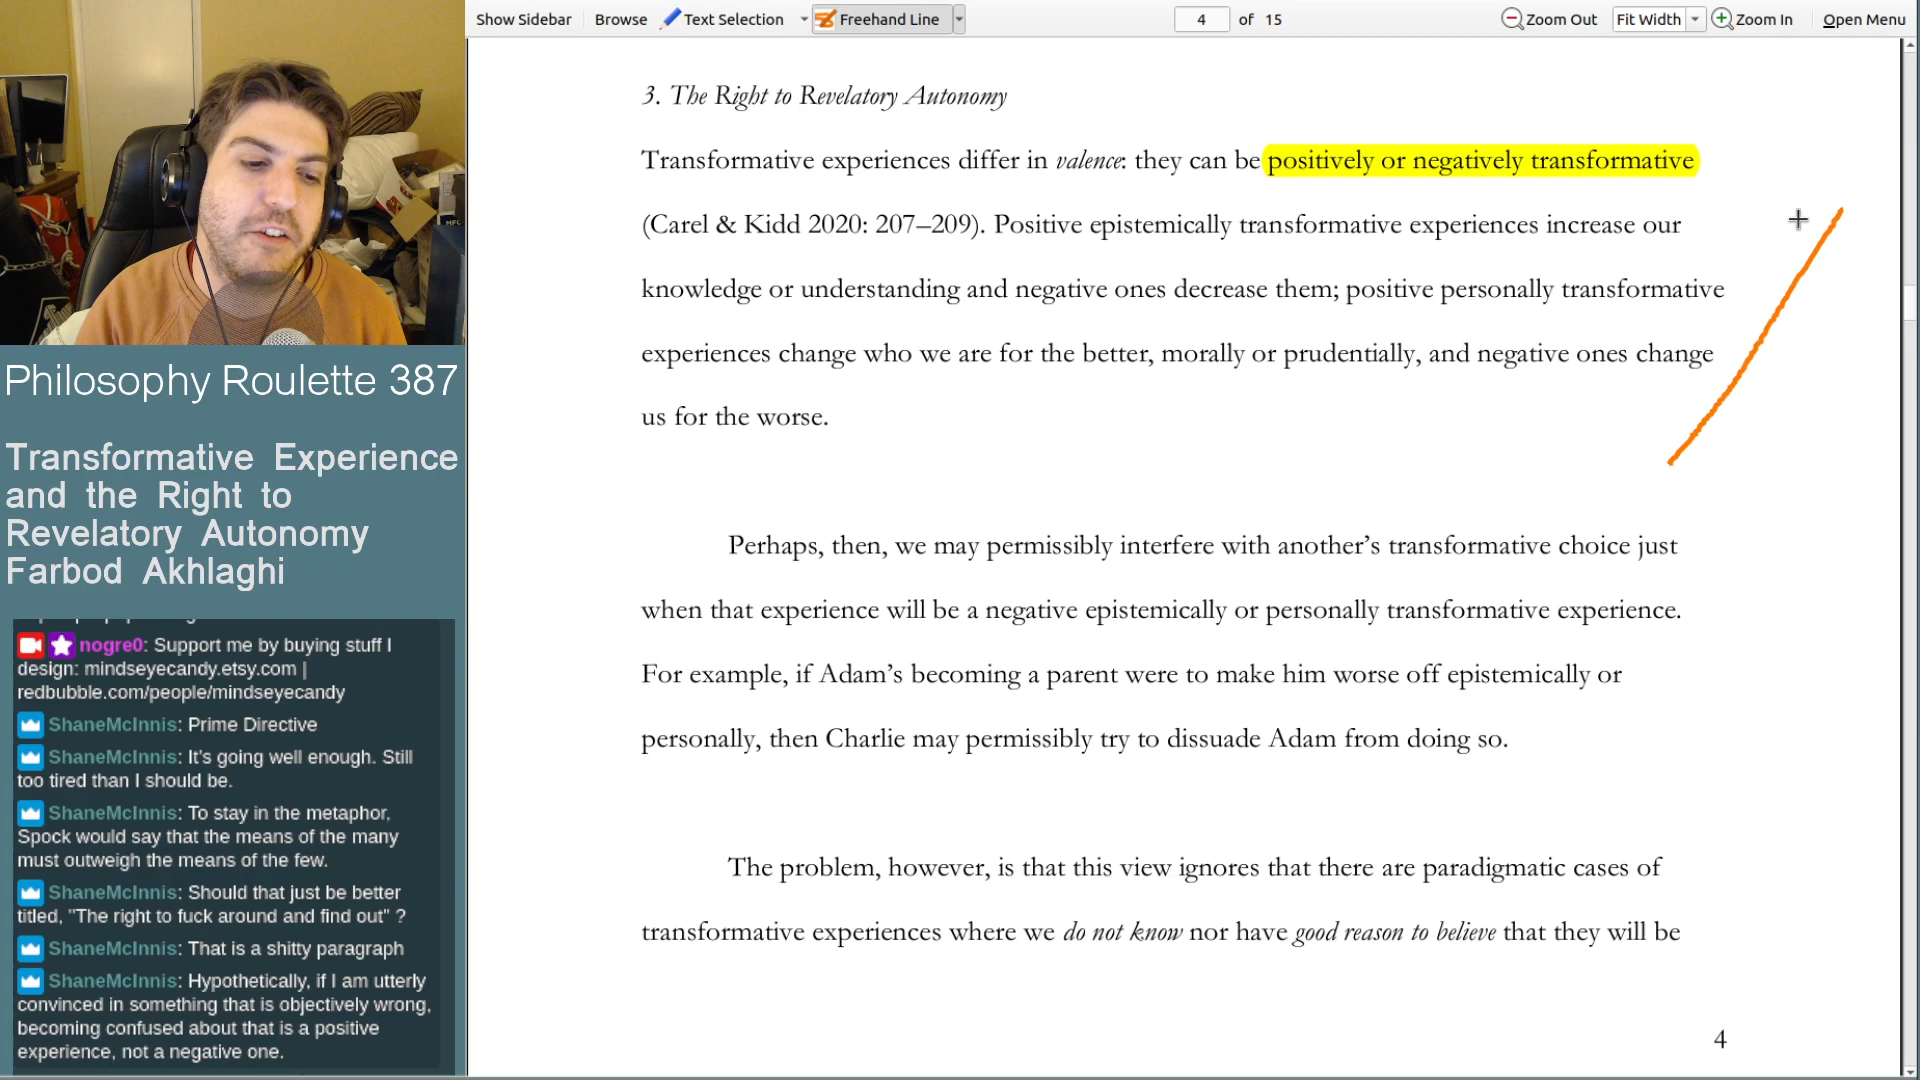 Show Sidebar Browse Text Selection Freehand Line 4 of 15 Zoom Out Fit Width Zoom In Open Menu
3. The Right to Revelatory Autonomy
Transformative experiences differ in valence: they can be positively or negatively transformative
(Carel & Kidd 2020: 207–209). Positive epistemically transformative experiences increase our
knowledge or understanding and negative ones decrease them; positive personally transformative
experiences change who we are for the better, morally or prudentially, and negative ones change
us for the worse.
Perhaps, then, we may permissibly interfere with another’s transformative choice just
when that experience will be a negative epistemically or personally transformative experience.
For example, if Adam’s becoming a parent were to make him worse off epistemically or
personally, then Charlie may permissibly try to dissuade Adam from doing so.
The problem, however, is that this view ignores that there are paradigmatic cases of
transformative experiences where we do not know nor have good reason to believe that they will be
4
Philosophy Roulette 387
Transformative Experience
and the Right to
Revelatory Autonomy
Farbod Akhlaghi
nogre0: Support me by buying stuff I
design: mindseyecandy.etsy.com |
redbubble.com/people/mindseyecandy
ShaneMcInnis: Prime Directive
ShaneMcInnis: It's going well enough. Still
too tired than I should be.
ShaneMcInnis: To stay in the metaphor,
Spock would say that the means of the many
must outweigh the means of the few.
ShaneMcInnis: Should that just be better
titled, "The right to fuck around and find out" ?
ShaneMcInnis: That is a shitty paragraph
ShaneMcInnis: Hypothetically, if I am utterly
convinced in something that is objectively wrong,
becoming confused about that is a positive
experience, not a negative one.